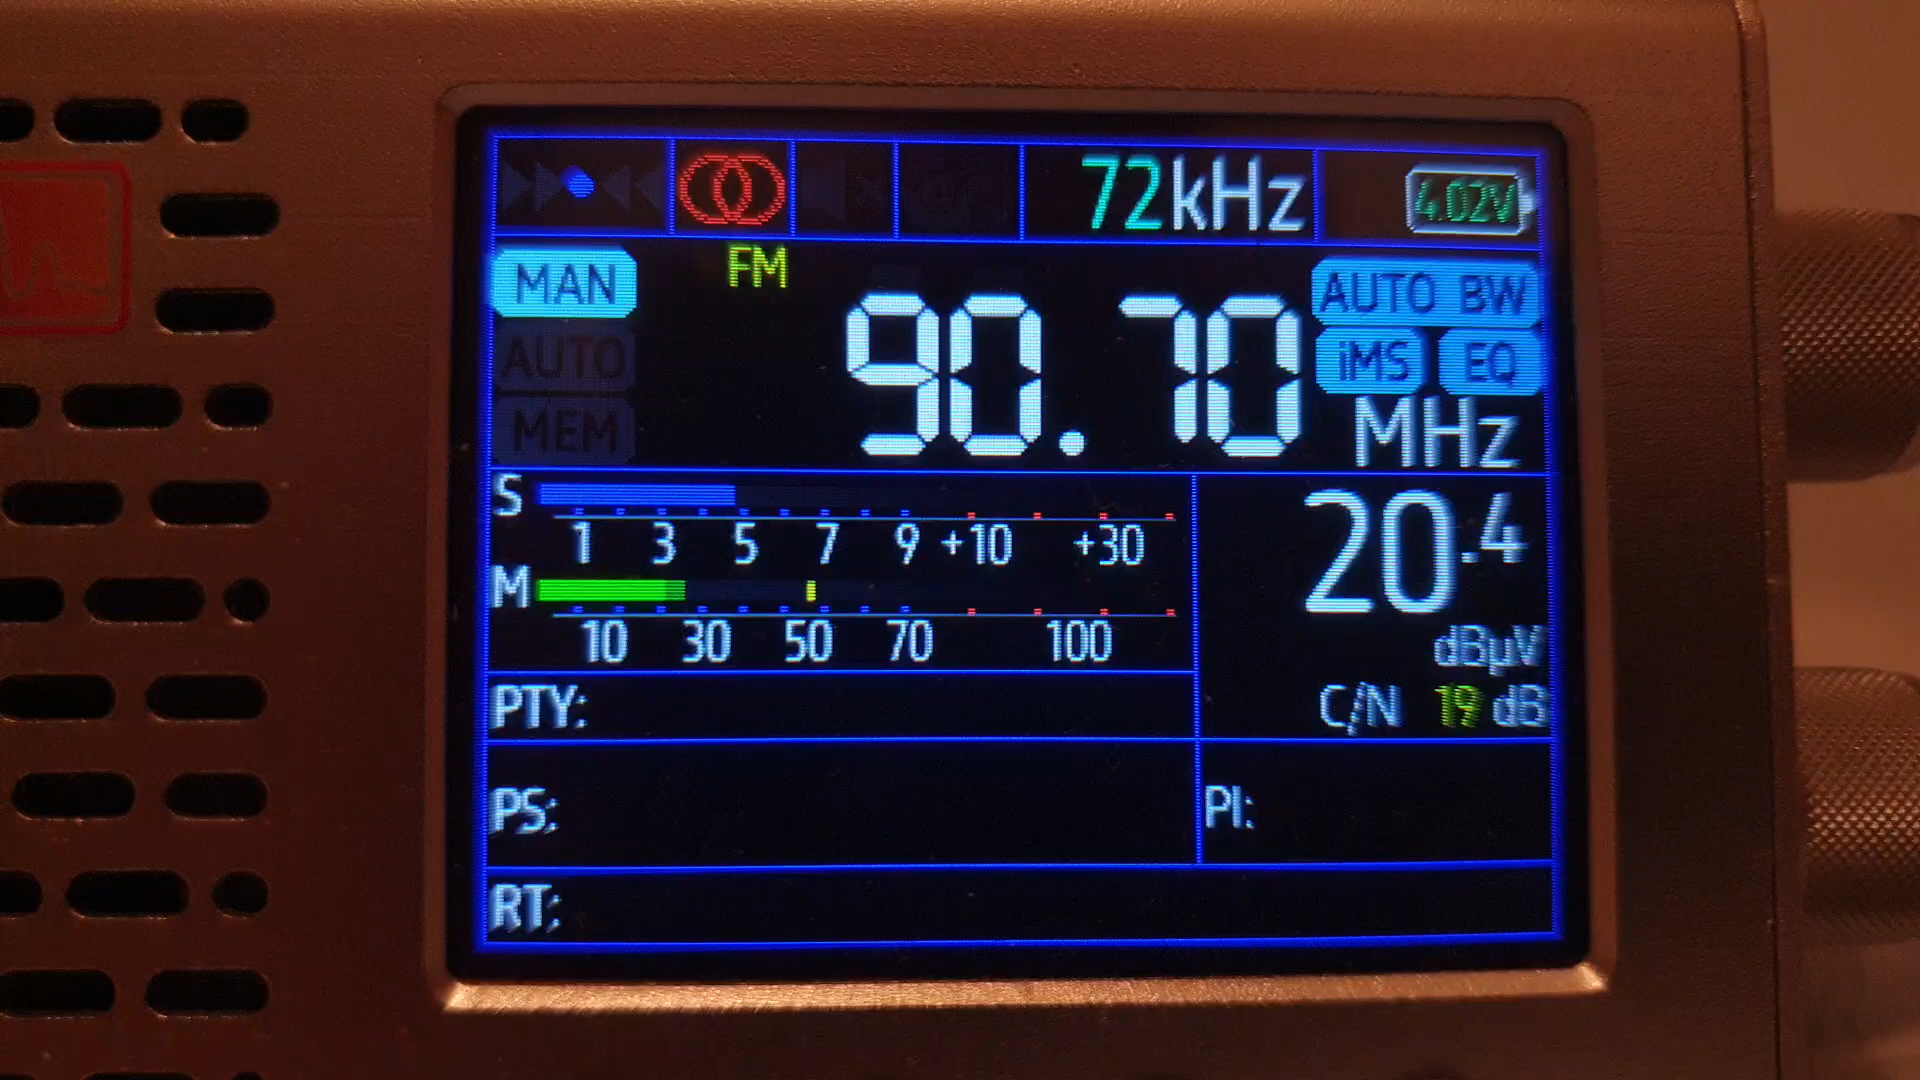 72kHz 4.02V
MAN FM 90.70 MHz AUTO BW
AUTO iMS EQ
MEM
S
1 3 5 7 9 +10 +30
M
10 30 50 70 100
20.4
dBµV
C/N 19 dB
PTY:
PS: PI:
RT: